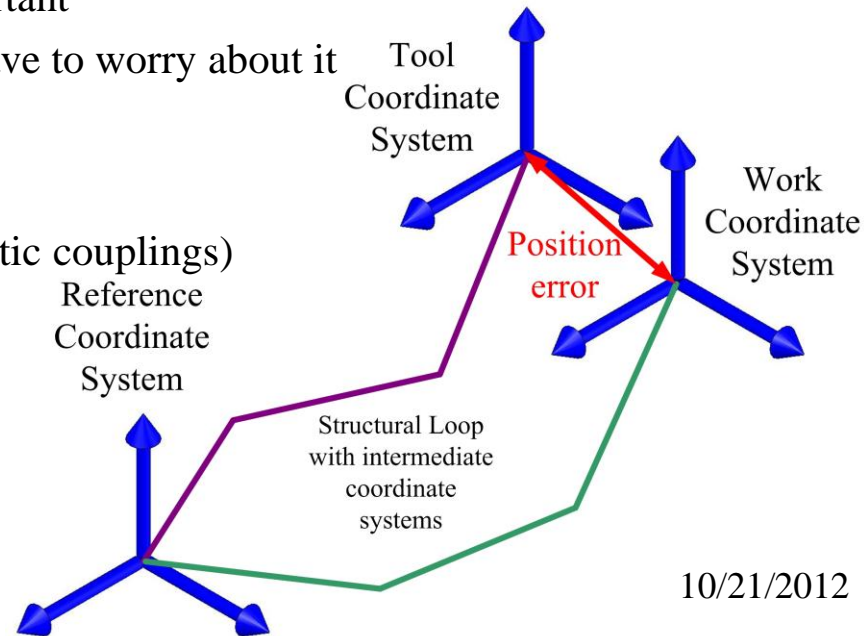 ve to worry about it
Tool
Coordinate
System
Work
Coordinate
System
Position
error
tic couplings)
Reference
Coordinate
System
Structural Loop
with intermediate
coordinate
systems
10/21/2012